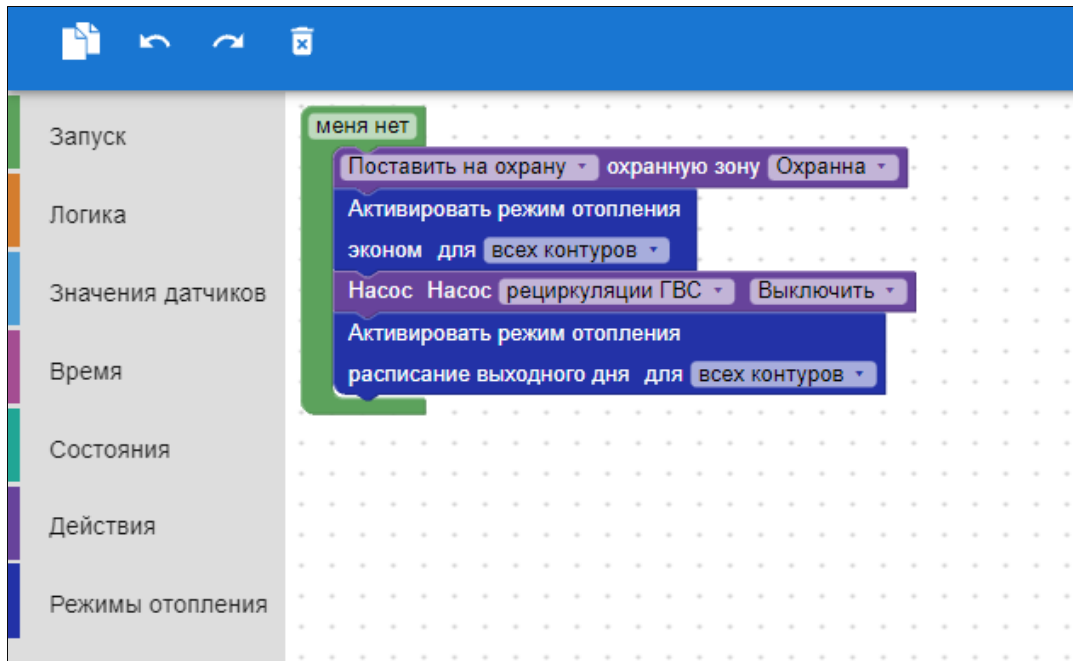 Запуск
Логика
Значения датчиков
Время
Состояния
Действия
Режимы отопления
меня нет
Поставить на охрану охранную зону Охранна
Активировать режим отопления
эконом для всех контуров
Насос Насос рециркуляции ГВС Выключить
Активировать режим отопления
расписание выходного дня для всех контуров